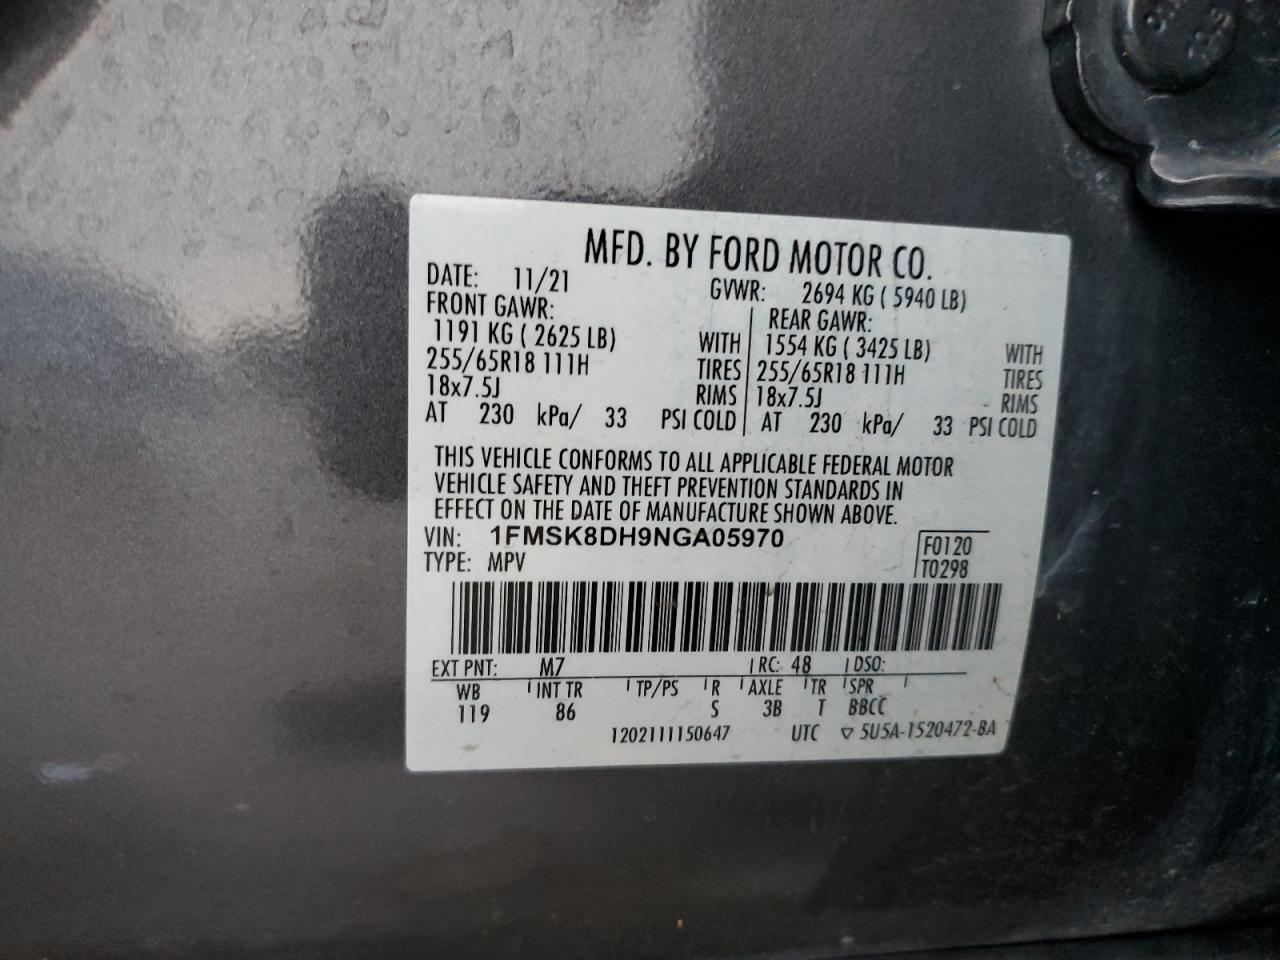 MFD. BY FORD MOTOR CO.
DATE: 11/21 GVWR: 2694 KG ( 5940 LB)
FRONT GAWR: REAR GAWR:
1191 KG ( 2625 LB) WITH 1554 KG ( 3425 LB) WITH
255/65R18 111H TIRES 255/65R18 111H TIRES
18x7.5J RIMS 18x7.5J RIMS
AT 230 kPa/ 33 PSI COLD AT 230 kPa/ 33 PSI COLD
THIS VEHICLE CONFORMS TO ALL APPLICABLE FEDERAL MOTOR
VEHICLE SAFETY AND THEFT PREVENTION STANDARDS IN
EFFECT ON THE DATE OF MANUFACTURE SHOWN ABOVE.
VIN: 1FMSK8DH9NGA05970 F0120
TYPE: MPV T0298
EXT PNT: M7 RC: 48 DSO:
WB INT TR TP/PS R AXLE TR SPR
119 86 S 3B T BBCC
1202111150647 UTC ▽ 5U5A-1520472-BA